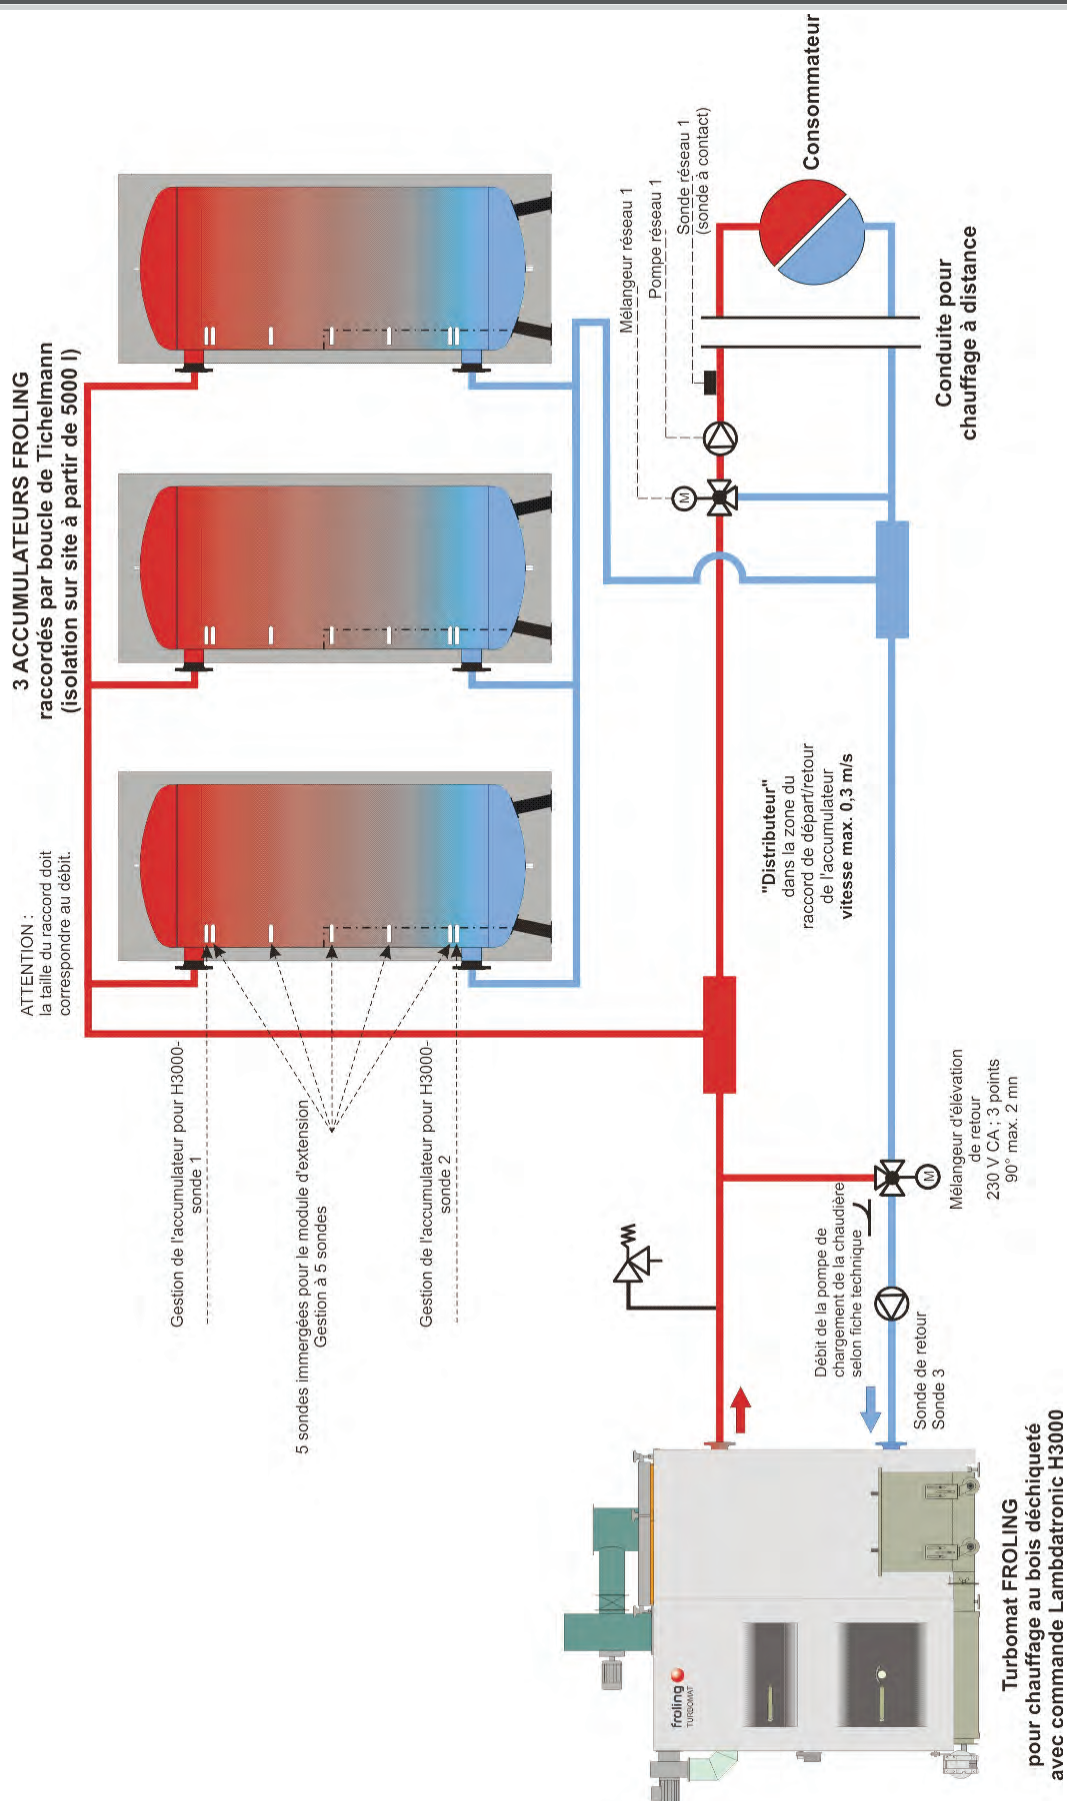 3 ACCUMULATEURS FROLING
raccordés par boucle de Tichelmann
(isolation sur site à partir de 5000 l)
ATTENTION :
la taille du raccord doit
correspondre au débit.
Gestion de l'accumulateur pour H3000-
sonde 1
5 sondes immergées pour le module d'extension
Gestion à 5 sondes
Gestion de l'accumulateur pour H3000-
sonde 2
Mélangeur réseau 1
Pompe réseau 1
Sonde réseau 1
(sonde à contact)
Consommateur
M
Conduite pour
chauffage à distance
"Distributeur"
dans la zone du
raccord de départ/retour
de l'accumulateur
vitesse max. 0,3 m/s
Débit de la pompe de
chargement de la chaudière
selon fiche technique
M
Mélangeur d'élévation
de retour
230 V CA ; 3 points
90° max. 2 mn
Sonde de retour
Sonde 3
froling
TURBOMAT
Turbomat FROLING
pour chauffage au bois déchiqueté
avec commande Lambdatronic H3000